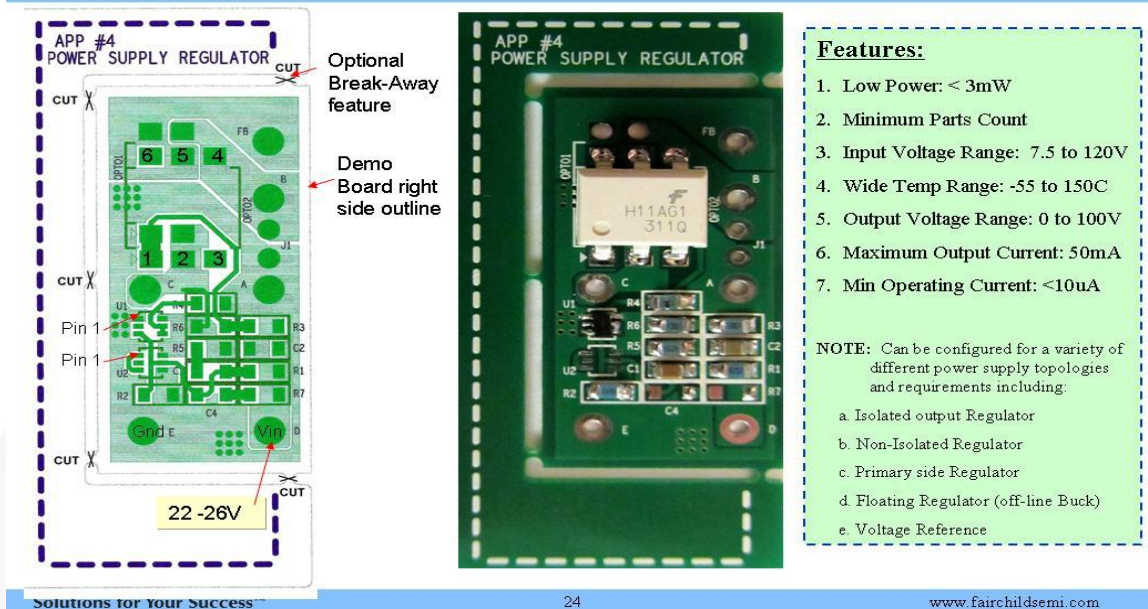 APP #4
POWER SUPPLY REGULATOR
CUT
Optional
Break-Away
feature
CUT
FB
OPTO1
6 5 4
B
OPTO2
Demo
Board right
side outline
J1
1 2 3
CUT
C
A
U1
Pin 1
R4
R6
R3
Pin 1
R5
C2
U2
R1
R2
R7
C4
Gnd E
Vin D
CUT
CUT
22 -26V
APP #4
POWER SUPPLY REGULATOR
FB
OPTO1
B
OPTO2
H11AG1
311Q
J1
C
A
U1
R4
R6
R3
R5
C2
U2
C1
R1
R2
R7
C4
E
D
Features:
1. Low Power: < 3mW
2. Minimum Parts Count
3. Input Voltage Range: 7.5 to 120V
4. Wide Temp Range: -55 to 150C
5. Output Voltage Range: 0 to 100V
6. Maximum Output Current: 50mA
7. Min Operating Current: <10uA
NOTE: Can be configured for a variety of
different power supply topologies
and requirements including:
a. Isolated output Regulator
b. Non-Isolated Regulator
c. Primary side Regulator
d. Floating Regulator (off-line Buck)
e. Voltage Reference
Solutions for Your Success™
24
www.fairchildsemi.com